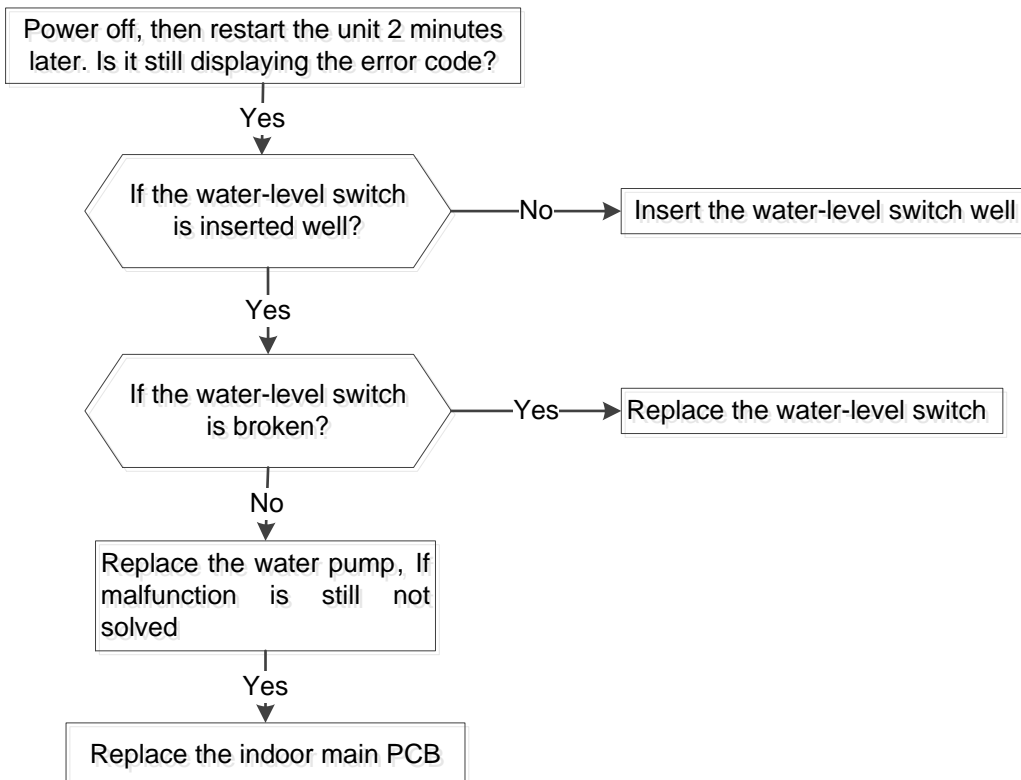 Power off, then restart the unit 2 minutes
later. Is it still displaying the error code?
Yes
If the water-level switch
is inserted well?
No
Insert the water-level switch well
Yes
If the water-level switch
is broken?
Yes
Replace the water-level switch
No
Replace the water pump, If
malfunction is still not
solved
Yes
Replace the indoor main PCB